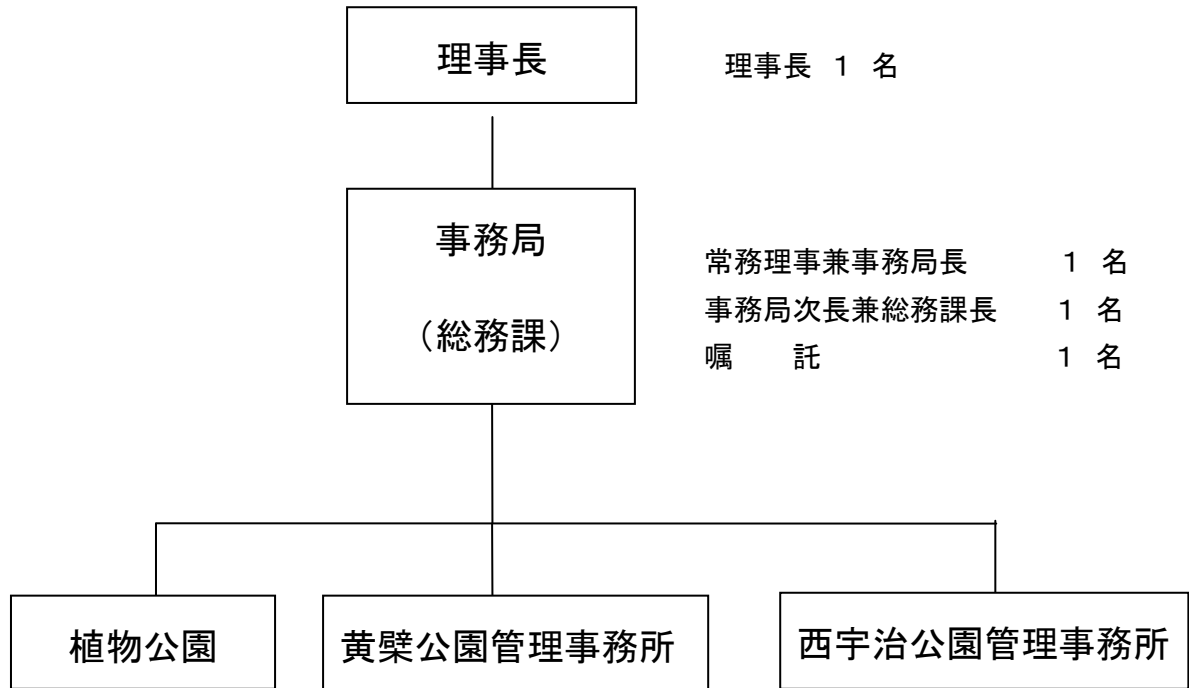 理事長
理事長 1 名
事務局
(総務課)
常務理事兼事務局長 1 名
事務局次長兼総務課長 1 名
嘱 託 1 名
植物公園
黄檗公園管理事務所
西宇治公園管理事務所